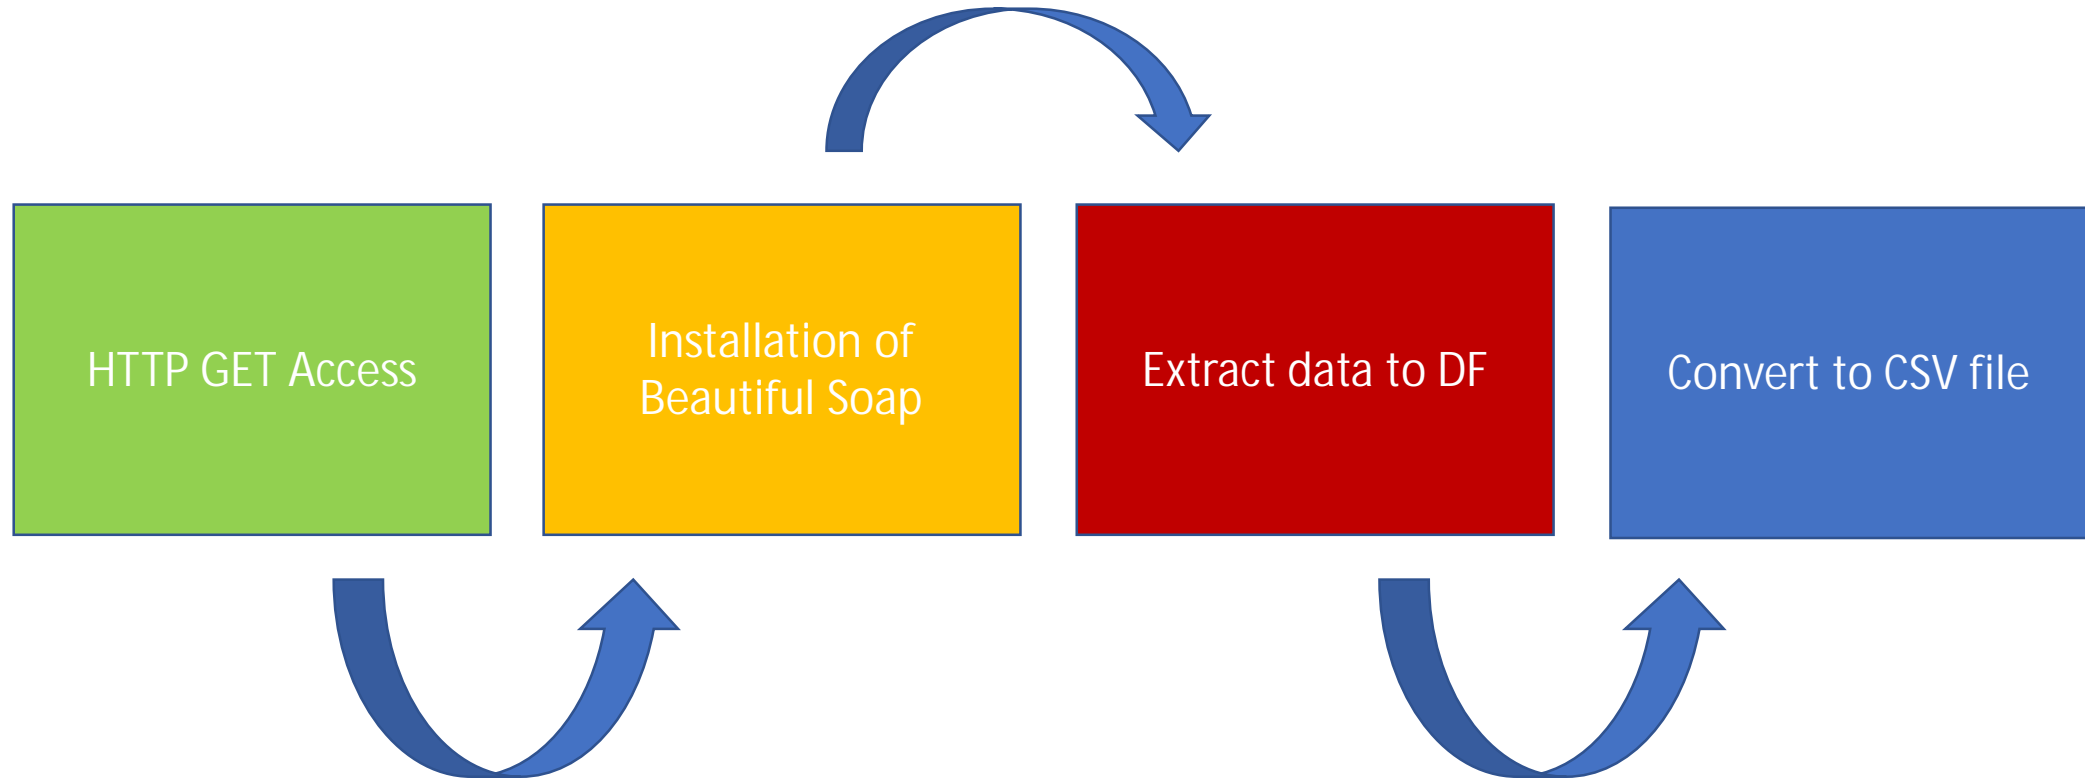 HTTP GET Access
Installation of
Beautiful Soap
Extract data to DF
Convert to CSV file